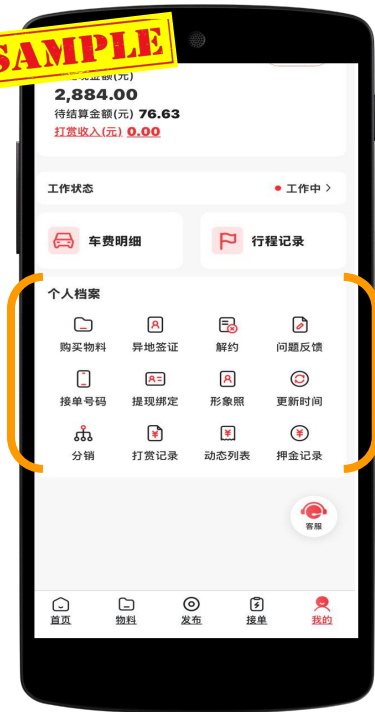 SAMPLE
金额(元)
2,884.00
待结算金额(元) 76.63
打赏收入(元) 0.00
工作状态
工作中
车费明细
行程记录
个人档案
购买物料 异地签证 解约 问题反馈
接单号码 提现绑定 形象照 更新时间
分销 打赏记录 动态列表 押金记录
客服
首页 物料 发布 接单 我的